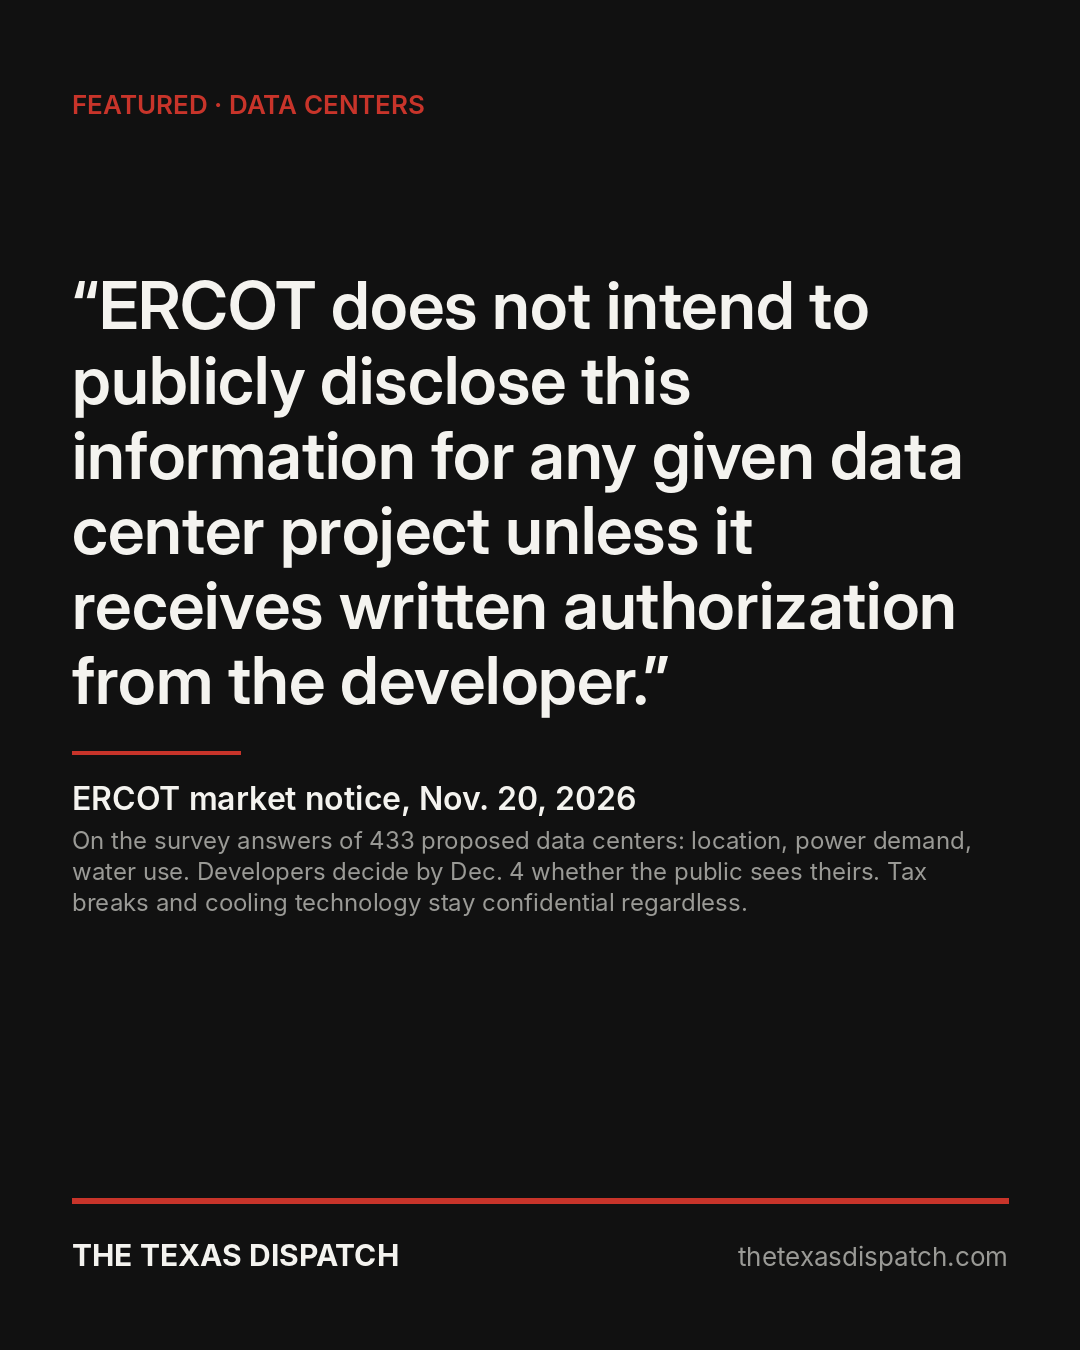 FEATURED · DATA CENTERS
“ERCOT does not intend to
publicly disclose this
information for any given data
center project unless it
receives written authorization
from the developer.”
ERCOT market notice, Nov. 20, 2026
On the survey answers of 433 proposed data centers: location, power demand,
water use. Developers decide by Dec. 4 whether the public sees theirs. Tax
breaks and cooling technology stay confidential regardless.
THE TEXAS DISPATCH
thetexasdispatch.com